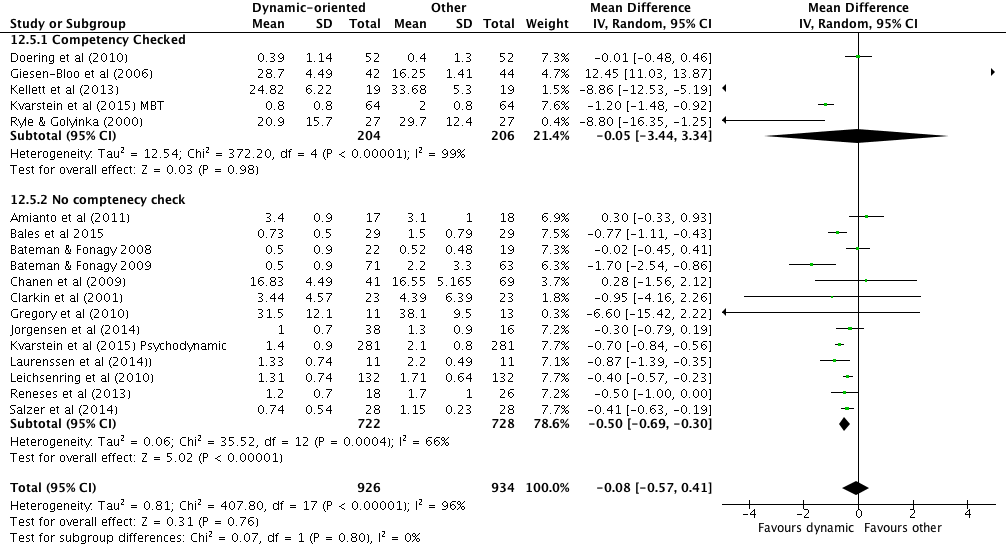 Dynamic-oriented Other Mean Difference Mean Difference
Study or Subgroup Mean SD Total Mean SD Total Weight IV, Random, 95% CI IV, Random, 95% CI
12.5.1 Competency Checked
Doering et al (2010) 0.39 1.14 52 0.4 1.3 52 7.3% −0.01 [−0.48, 0.46]
Giesen-Bloo et al (2006) 28.7 4.49 42 16.25 1.41 44 4.7% 12.45 [11.03, 13.87]
Kellett et al (2013) 24.82 6.22 19 33.68 5.3 19 1.5% −8.86 [−12.53, −5.19]
Kvarstein et al (2015) MBT 0.8 0.8 64 2 0.8 64 7.6% −1.20 [−1.48, −0.92]
Ryle & Golyinka (2000) 20.9 15.7 27 29.7 12.4 27 0.4% −8.80 [−16.35, −1.25]
Subtotal (95% CI) 204 206 21.4% −0.05 [−3.44, 3.34]
Heterogeneity: Tau² = 12.54; Chi² = 372.20, df = 4 (P < 0.00001); I² = 99%
Test for overall effect: Z = 0.03 (P = 0.98)
12.5.2 No comptenecy check
Amianto et al (2011) 3.4 0.9 17 3.1 1 18 6.9% 0.30 [−0.33, 0.93]
Bales et al 2015 0.73 0.5 29 1.5 0.79 29 7.5% −0.77 [−1.11, −0.43]
Bateman & Fonagy 2008 0.5 0.9 22 0.52 0.48 19 7.4% −0.02 [−0.45, 0.41]
Bateman & Fonagy 2009 0.5 0.9 71 2.2 3.3 63 6.3% −1.70 [−2.54, −0.86]
Chanen et al (2009) 16.83 4.49 41 16.55 5.165 69 3.7% 0.28 [−1.56, 2.12]
Clarkin et al (2001) 3.44 4.57 23 4.39 6.39 23 1.8% −0.95 [−4.16, 2.26]
Gregory et al (2010) 31.5 12.1 11 38.1 9.5 13 0.3% −6.60 [−15.42, 2.22]
Jorgensen et al (2014) 1 0.7 38 1.3 0.9 16 7.2% −0.30 [−0.79, 0.19]
Kvarstein et al (2015) Psychodynamic 1.4 0.9 281 2.1 0.8 281 7.7% −0.70 [−0.84, −0.56]
Laurenssen et al (2014)) 1.33 0.74 11 2.2 0.49 11 7.2% −0.87 [−1.39, −0.35]
Leichsenring et al (2010) 1.31 0.74 132 1.71 0.64 132 7.7% −0.40 [−0.57, −0.23]
Reneses et al (2013) 1.2 0.7 18 1.7 1 26 7.2% −0.50 [−1.00, 0.00]
Salzer et al (2014) 0.74 0.54 28 1.15 0.23 28 7.7% −0.41 [−0.63, −0.19]
Subtotal (95% CI) 722 728 78.6% −0.50 [−0.69, −0.30]
Heterogeneity: Tau² = 0.06; Chi² = 35.52, df = 12 (P = 0.0004); I² = 66%
Test for overall effect: Z = 5.02 (P < 0.00001)
Total (95% CI) 926 934 100.0% −0.08 [−0.57, 0.41]
Heterogeneity: Tau² = 0.81; Chi² = 407.80, df = 17 (P < 0.00001); I² = 96%
Test for overall effect: Z = 0.31 (P = 0.76)
Test for subgroup differences: Chi² = 0.07, df = 1 (P = 0.80), I² = 0%
−4 −2 0 2 4
Favours dynamic Favours other